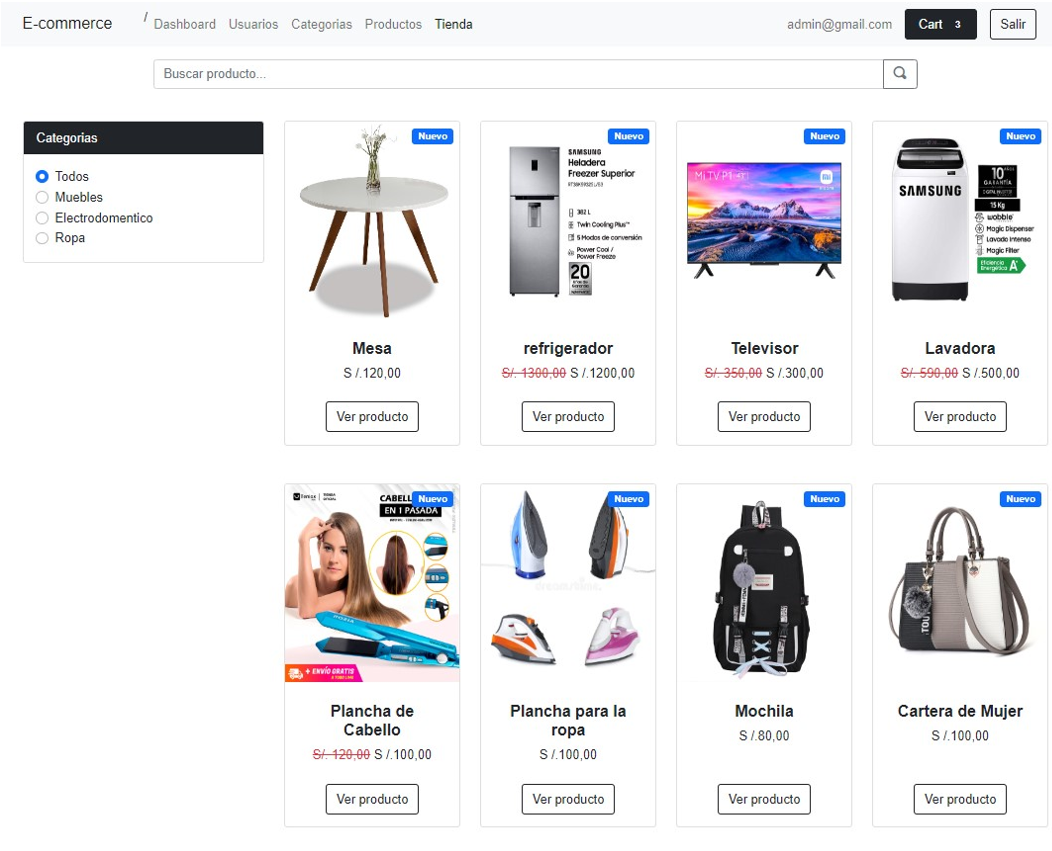 E-commerce / Dashboard Usuarios Categorias Productos Tienda admin@gmail.com Cart 3 Salir
Buscar producto...
Categorias
Todos
Muebles
Electrodomentico
Ropa
Nuevo
Mesa
S /.120,00
Ver producto
Nuevo
SAMSUNG
Heladera
Freezer Superior
382 L
Twin Cooling Plus™
5 Modos de conversión
Power Cool /
Power Freeze
20
refrigerador
S/. 1300,00 S /.1200,00
Ver producto
Nuevo
Mi TV P1
Televisor
S/. 350,00 S /.300,00
Ver producto
Nuevo
SAMSUNG
10
GARANTÍA
15 Kg
wobble
Magic Dispenser
Lavado Intenso
Magic Filter
Eficiencia
Energética A
Lavadora
S/. 590,00 S /.500,00
Ver producto
Nuevo
CABELL
EN 1 PASADA
+ ENVÍO GRATIS
Plancha de
Cabello
S/. 120,00 S /.100,00
Ver producto
Nuevo
Plancha para la
ropa
S /.100,00
Ver producto
Nuevo
Mochila
S /.80,00
Ver producto
Nuevo
TOU
Cartera de Mujer
S /.100,00
Ver producto